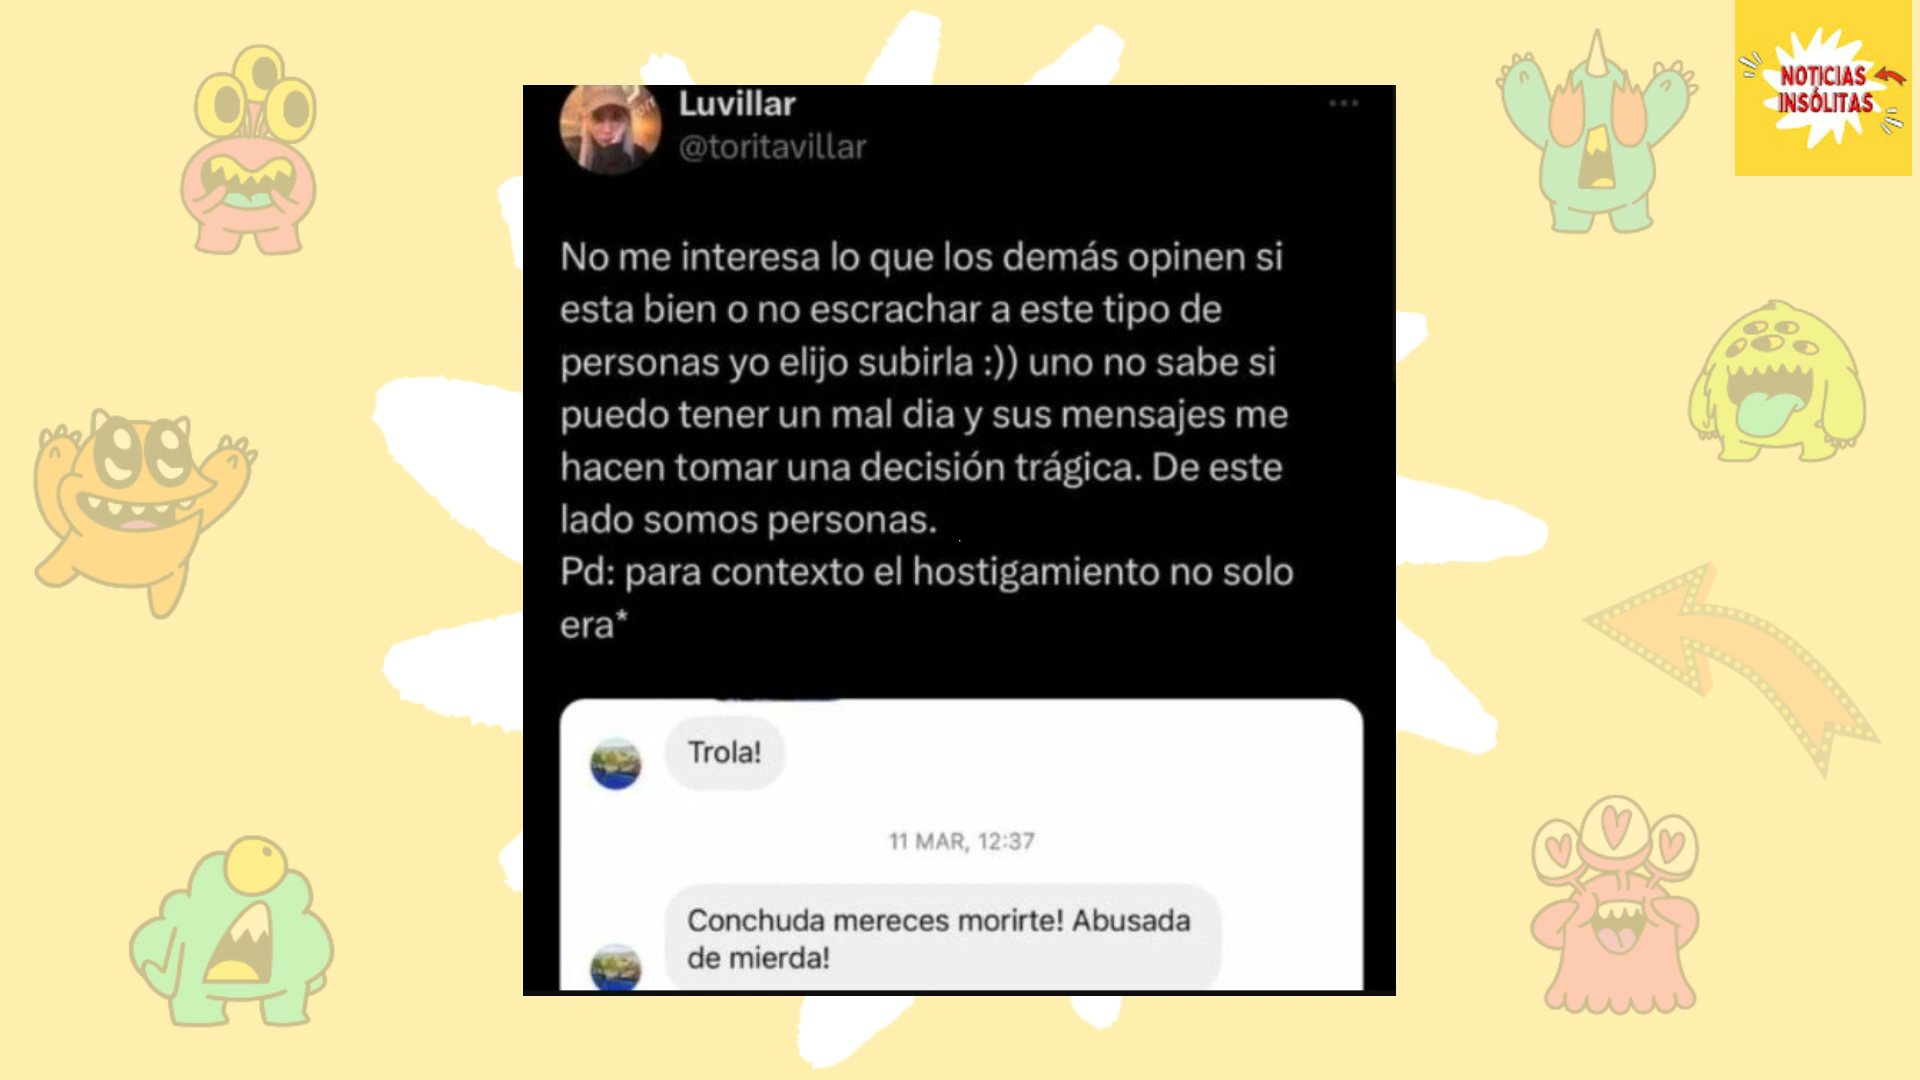 NOTICIAS
INSÓLITAS
Luvillar
@toritavillar
No me interesa lo que los demás opinen si
esta bien o no escrachar a este tipo de
personas yo elijo subirla :)) uno no sabe si
puedo tener un mal dia y sus mensajes me
hacen tomar una decisión trágica. De este
lado somos personas.
Pd: para contexto el hostigamiento no solo
era*
Trola!
11 MAR, 12:37
Conchuda mereces morirte! Abusada
de mierda!